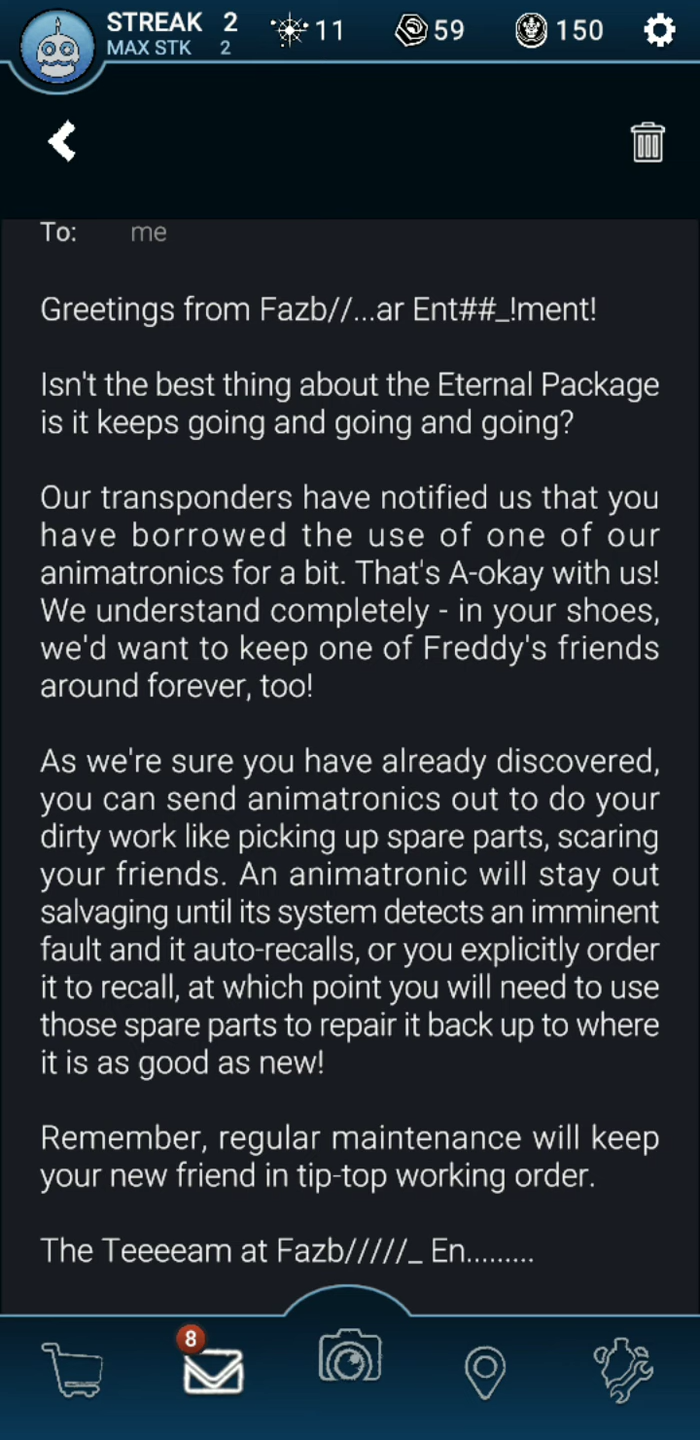 STREAK 2
MAX STK 2
11
59
150
To: me
Greetings from Fazb//...ar Ent##_!ment!
Isn't the best thing about the Eternal Package
is it keeps going and going and going?
Our transponders have notified us that you
have borrowed the use of one of our
animatronics for a bit. That's A-okay with us!
We understand completely - in your shoes,
we'd want to keep one of Freddy's friends
around forever, too!
As we're sure you have already discovered,
you can send animatronics out to do your
dirty work like picking up spare parts, scaring
your friends. An animatronic will stay out
salvaging until its system detects an imminent
fault and it auto-recalls, or you explicitly order
it to recall, at which point you will need to use
those spare parts to repair it back up to where
it is as good as new!
Remember, regular maintenance will keep
your new friend in tip-top working order.
The Teeeeam at Fazb/////_ En.........
8